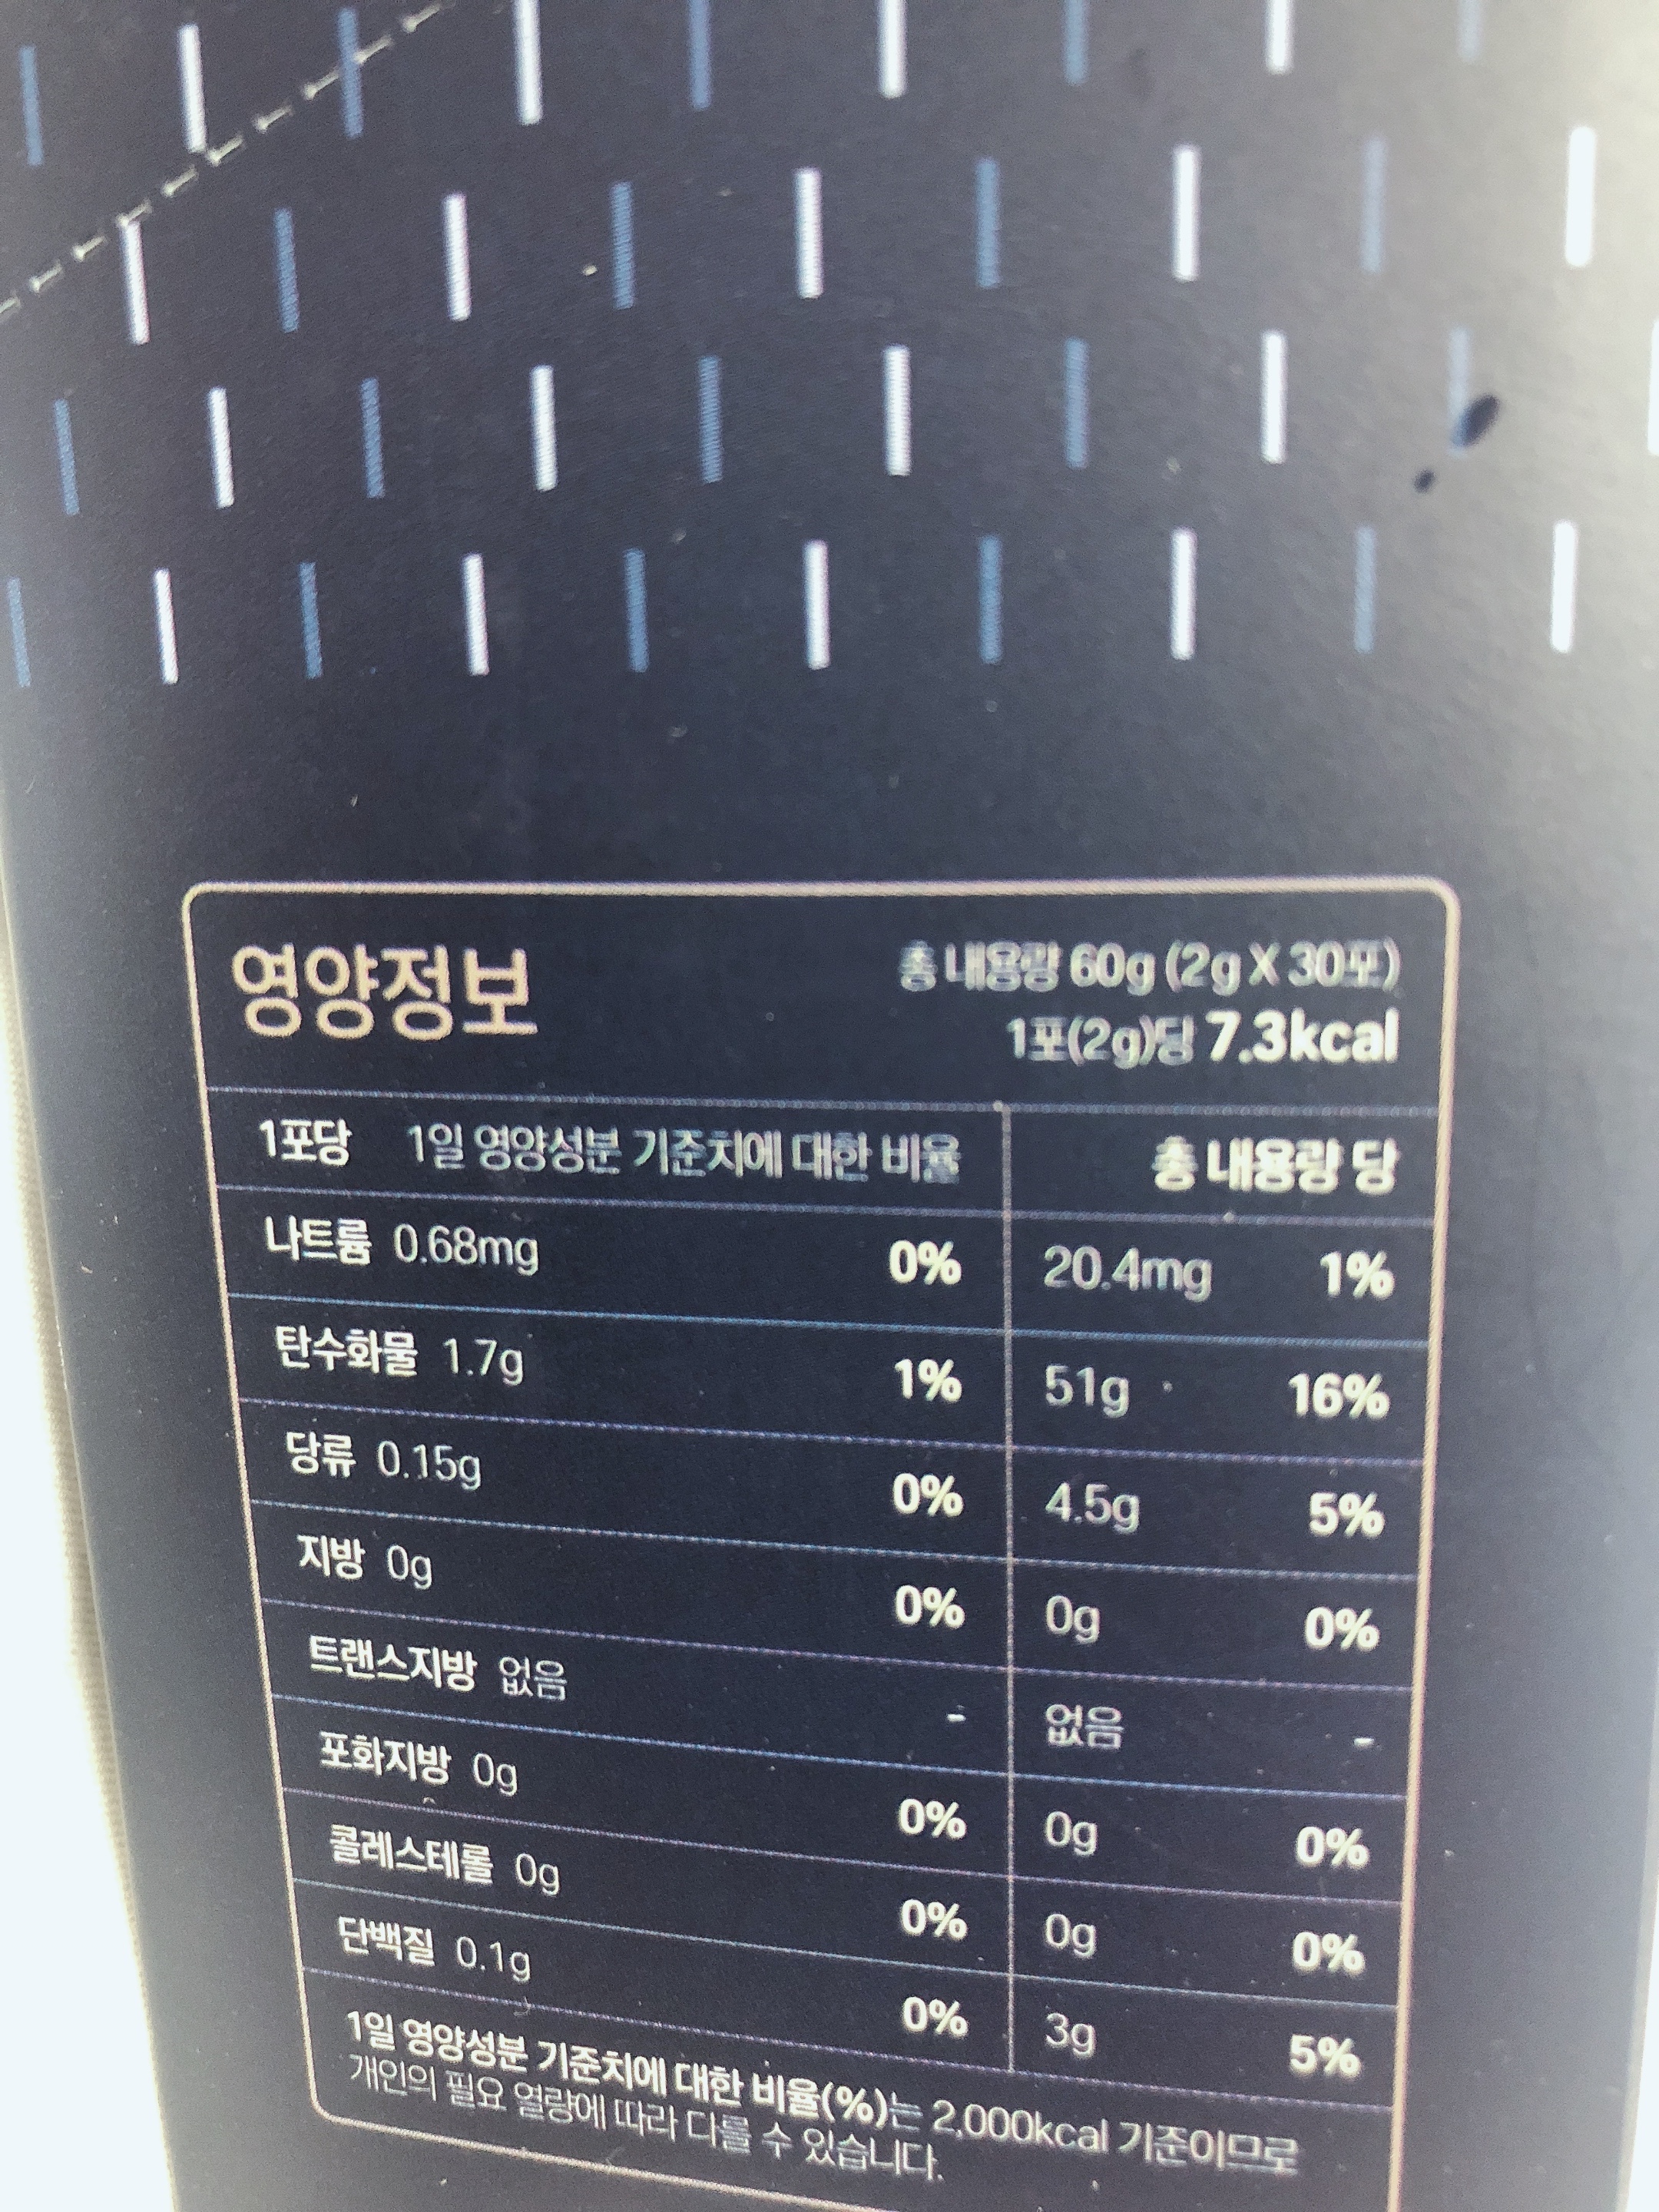 영양정보
총 내용량 60g (2g X 30포)
1포(2g)당 7.3kcal
1포당 1일 영양성분 기준치에 대한 비율 총 내용량 당
나트륨 0.68mg 0% 20.4mg 1%
탄수화물 1.7g 1% 51g 16%
당류 0.15g 0% 4.5g 5%
지방 0g 0% 0g 0%
트랜스지방 없음 - 없음 -
포화지방 0g 0% 0g 0%
콜레스테롤 0g 0% 0g 0%
단백질 0.1g 0% 3g 5%
1일 영양성분 기준치에 대한 비율(%)는 2,000kcal 기준이므로
개인의 필요 열량에 따라 다를 수 있습니다.